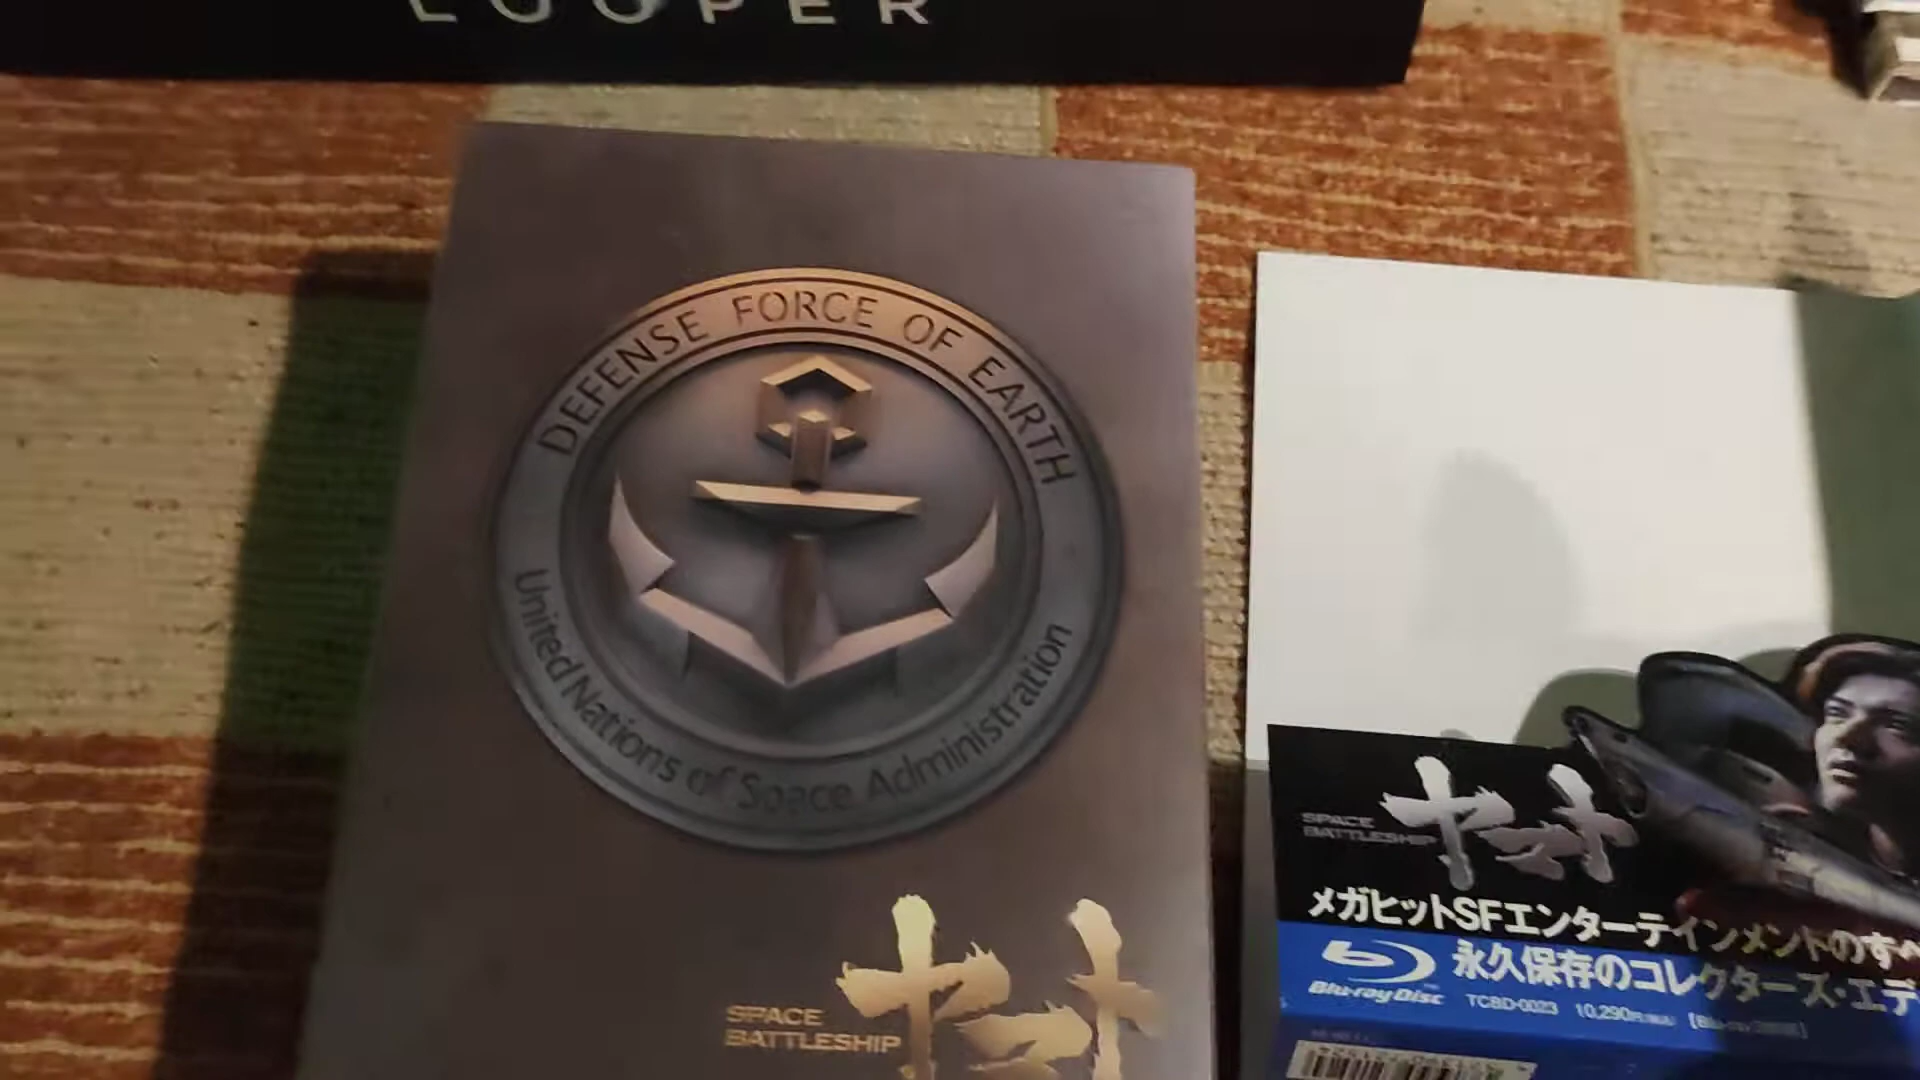 LOOPER
DEFENSE FORCE OF EARTH
United Nations of Space Administration
SPACE
BATTLESHIP
ヤマト
SPACE
BATTLESHIP
ヤマト
メガヒットSFエンターテインメントのすべ
Blu-ray Disc
永久保存のコレクターズ・エデ
TCBD-0023 10,290円